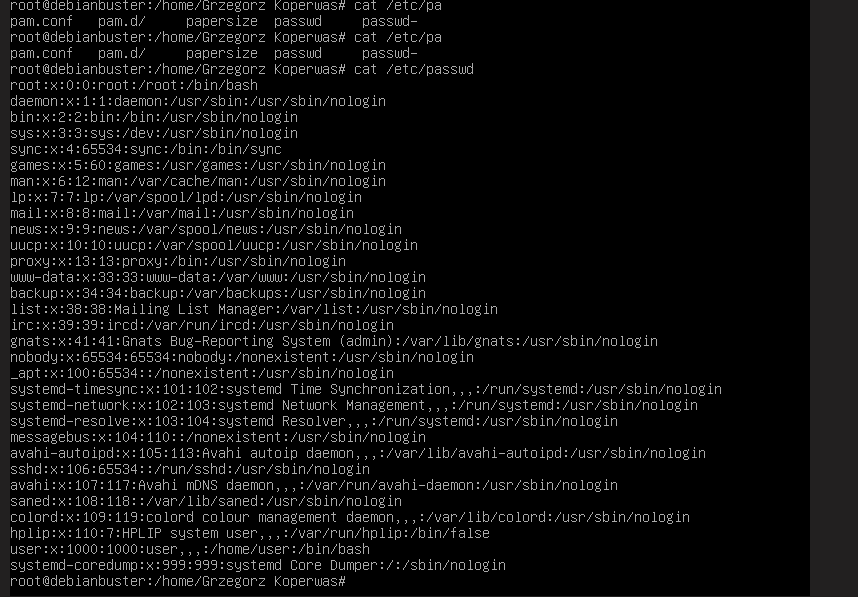 root@debianbuster:/home/Grzegorz Koperwas# cat /etc/pa
pam.conf   pam.d/     papersize  passwd     passwd-
root@debianbuster:/home/Grzegorz Koperwas# cat /etc/pa
pam.conf   pam.d/     papersize  passwd     passwd-
root@debianbuster:/home/Grzegorz Koperwas# cat /etc/passwd
root:x:0:0:root:/root:/bin/bash
daemon:x:1:1:daemon:/usr/sbin:/usr/sbin/nologin
bin:x:2:2:bin:/bin:/usr/sbin/nologin
sys:x:3:3:sys:/dev:/usr/sbin/nologin
sync:x:4:65534:sync:/bin:/bin/sync
games:x:5:60:games:/usr/games:/usr/sbin/nologin
man:x:6:12:man:/var/cache/man:/usr/sbin/nologin
lp:x:7:7:lp:/var/spool/lpd:/usr/sbin/nologin
mail:x:8:8:mail:/var/mail:/usr/sbin/nologin
news:x:9:9:news:/var/spool/news:/usr/sbin/nologin
uucp:x:10:10:uucp:/var/spool/uucp:/usr/sbin/nologin
proxy:x:13:13:proxy:/bin:/usr/sbin/nologin
www-data:x:33:33:www-data:/var/www:/usr/sbin/nologin
backup:x:34:34:backup:/var/backups:/usr/sbin/nologin
list:x:38:38:Mailing List Manager:/var/list:/usr/sbin/nologin
irc:x:39:39:ircd:/var/run/ircd:/usr/sbin/nologin
gnats:x:41:41:Gnats Bug-Reporting System (admin):/var/lib/gnats:/usr/sbin/nologin
nobody:x:65534:65534:nobody:/nonexistent:/usr/sbin/nologin
_apt:x:100:65534::/nonexistent:/usr/sbin/nologin
systemd-timesync:x:101:102:systemd Time Synchronization,,,:/run/systemd:/usr/sbin/nologin
systemd-network:x:102:103:systemd Network Management,,,:/run/systemd:/usr/sbin/nologin
systemd-resolve:x:103:104:systemd Resolver,,,:/run/systemd:/usr/sbin/nologin
messagebus:x:104:110::/nonexistent:/usr/sbin/nologin
avahi-autoipd:x:105:113:Avahi autoip daemon,,,:/var/lib/avahi-autoipd:/usr/sbin/nologin
sshd:x:106:65534::/run/sshd:/usr/sbin/nologin
avahi:x:107:117:Avahi mDNS daemon,,,:/var/run/avahi-daemon:/usr/sbin/nologin
saned:x:108:118::/var/lib/saned:/usr/sbin/nologin
colord:x:109:119:colord colour management daemon,,,:/var/lib/colord:/usr/sbin/nologin
hplip:x:110:7:HPLIP system user,,,:/var/run/hplip:/bin/false
user:x:1000:1000:user,,,:/home/user:/bin/bash
systemd-coredump:x:999:999:systemd Core Dumper:/:/sbin/nologin
root@debianbuster:/home/Grzegorz Koperwas#